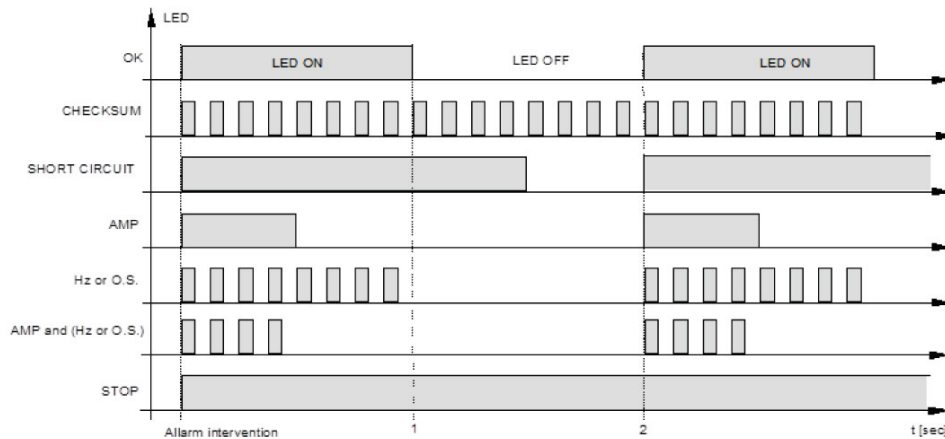 LED
OK
LED ON
LED OFF
LED ON
CHECKSUM
SHORT CIRCUIT
AMP
Hz or O.S.
AMP and (Hz or O.S.)
STOP
Allarm intervention
1
2
t [sec]